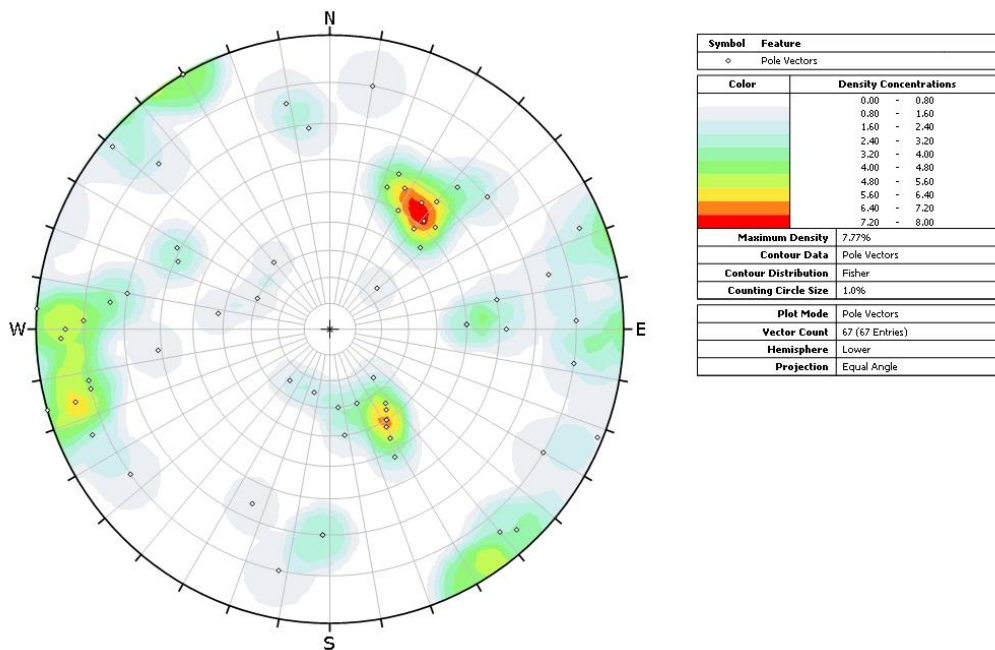 N
W
E
S
Symbol Feature
Pole Vectors
Color Density Concentrations
0.00 - 0.80
0.80 - 1.60
1.60 - 2.40
2.40 - 3.20
3.20 - 4.00
4.00 - 4.80
4.80 - 5.60
5.60 - 6.40
6.40 - 7.20
7.20 - 8.00
Maximum Density 7.77%
Contour Data Pole Vectors
Contour Distribution Fisher
Counting Circle Size 1.0%
Plot Mode Pole Vectors
Vector Count 67 (67 Entries)
Hemisphere Lower
Projection Equal Angle